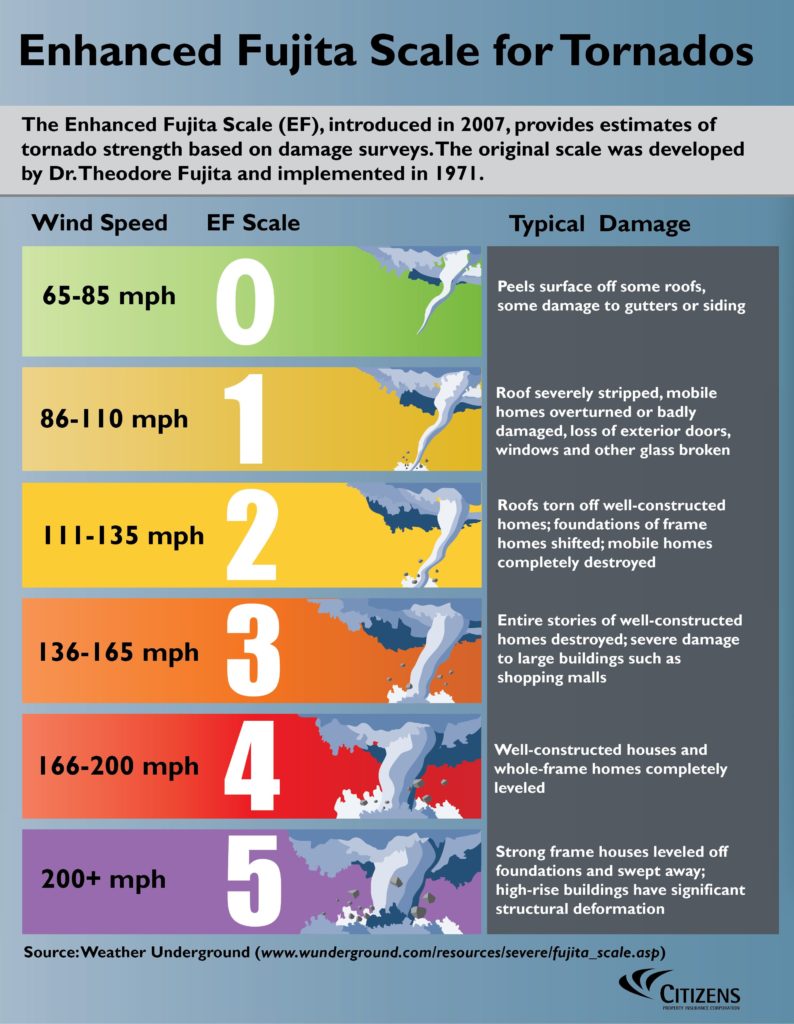 Enhanced Fujita Scale for Tornados
The Enhanced Fujita Scale (EF), introduced in 2007, provides estimates of
tornado strength based on damage surveys. The original scale was developed
by Dr. Theodore Fujita and implemented in 1971.
Wind Speed EF Scale Typical Damage
65-85 mph 0
Peels surface off some roofs,
some damage to gutters or siding
86-110 mph 1
Roof severely stripped, mobile
homes overturned or badly
damaged, loss of exterior doors,
windows and other glass broken
111-135 mph 2
Roofs torn off well-constructed
homes; foundations of frame
homes shifted; mobile homes
completely destroyed
136-165 mph 3
Entire stories of well-constructed
homes destroyed; severe damage
to large buildings such as
shopping malls
166-200 mph 4
Well-constructed houses and
whole-frame homes completely
leveled
200+ mph 5
Strong frame houses leveled off
foundations and swept away;
high-rise buildings have significant
structural deformation
Source: Weather Underground (www.wunderground.com/resources/severe/fujita_scale.asp)
CITIZENS
PROPERTY INSURANCE CORPORATION